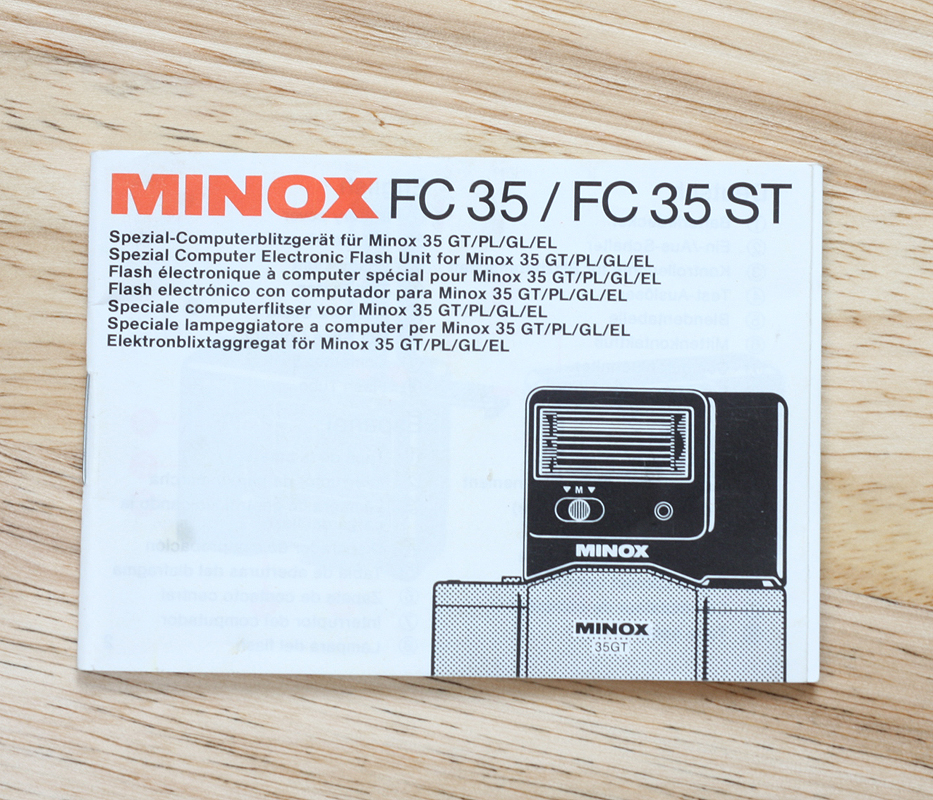 MINOX FC 35 / FC 35 ST
Spezial-Computerblitzgerät für Minox 35 GT/PL/GL/EL
Spezial Computer Electronic Flash Unit for Minox 35 GT/PL/GL/EL
Flash électronique à computer spécial pour Minox 35 GT/PL/GL/EL
Flash electrónico con computador para Minox 35 GT/PL/GL/EL
Speciale computerflitser voor Minox 35 GT/PL/GL/EL
Speciale lampeggiatore a computer per Minox 35 GT/PL/GL/EL
Elektronblixtaggregat för Minox 35 GT/PL/GL/EL
M
MINOX
MINOX
35GT